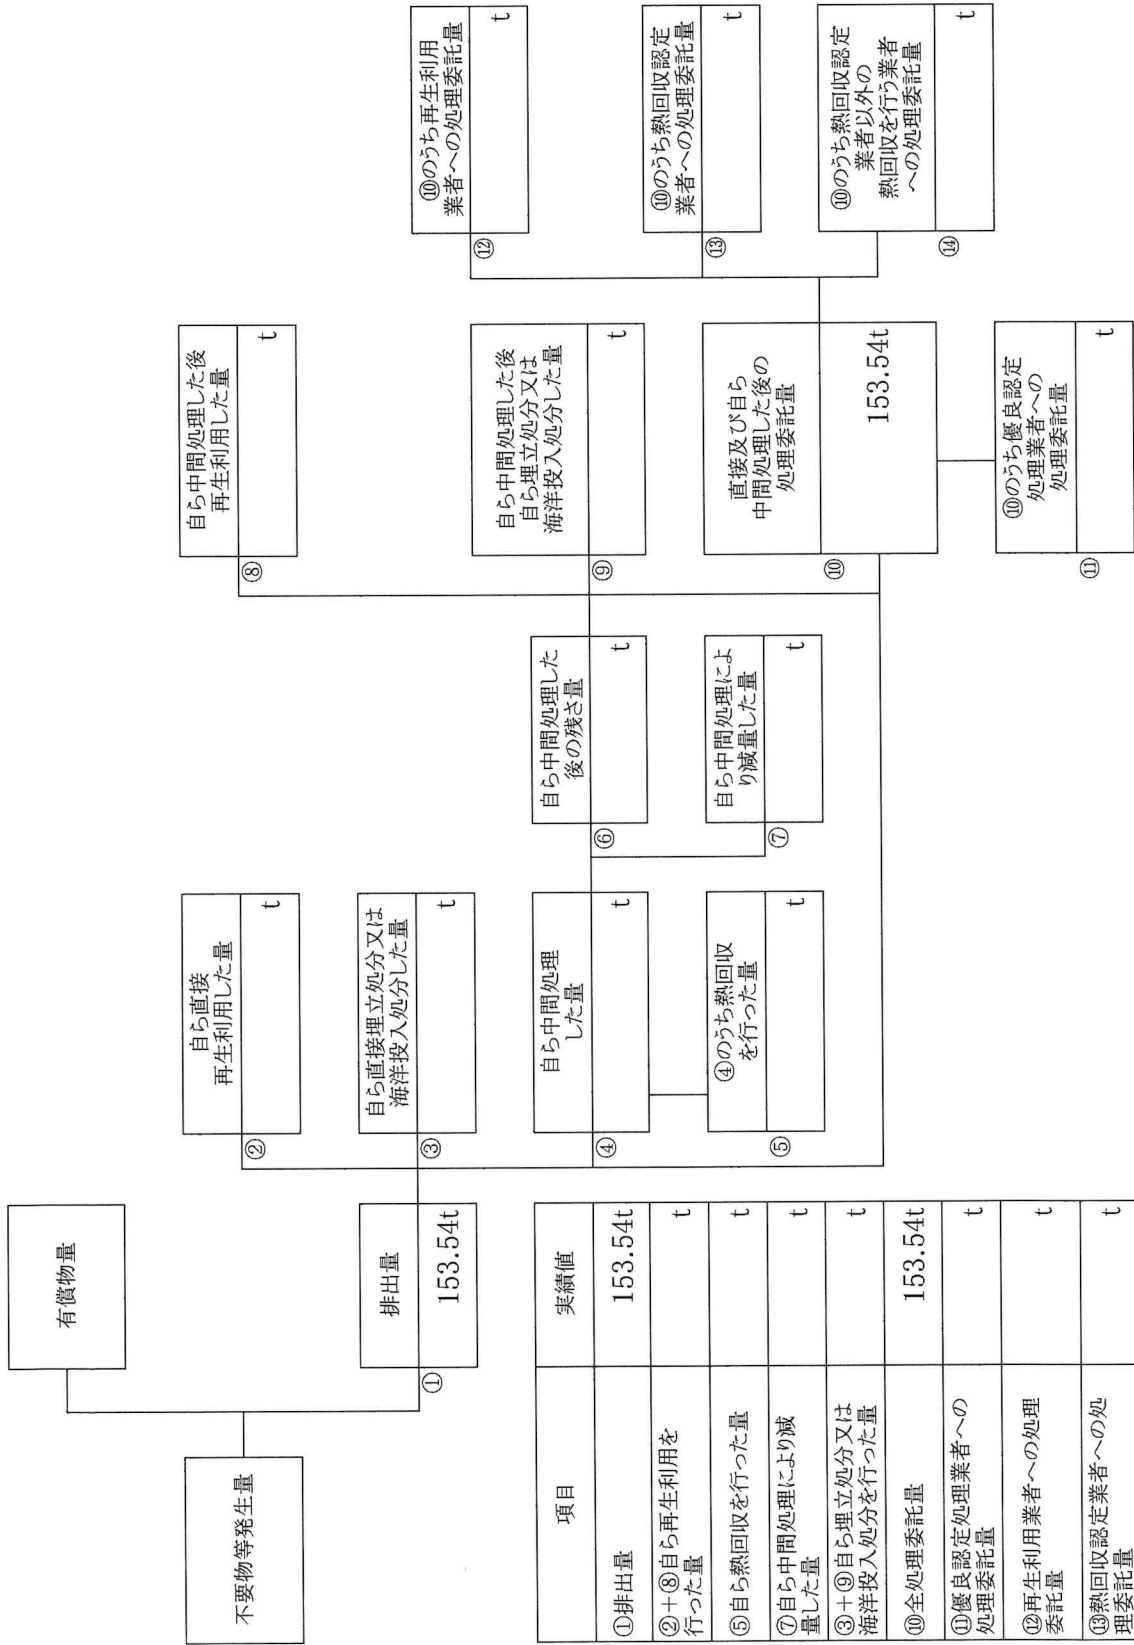 不要物等発生量
有償物量
排出量
①
153.54t
自ら直接
再生利用した量
②
t
自ら直接埋立処分又は
海洋投入処分した量
③
t
自ら中間処理
した量
④
t
④のうち熱回収
を行った量
⑤
t
自ら中間処理した
後の残さ量
⑥
t
自ら中間処理によ
り減量した量
⑦
t
自ら中間処理した後
再生利用した量
⑧
t
自ら中間処理した後
自ら埋立処分又は
海洋投入処分した量
⑨
t
直接及び自ら
中間処理した後の
処理委託量
⑩
153.54t
⑩のうち優良認定
処理業者への
処理委託量
⑪
t
⑩のうち再生利用
業者への処理委託量
⑫
t
⑩のうち熱回収認定
業者への処理委託量
⑬
t
⑩のうち熱回収認定
業者以外の
熱回収を行う業者
への処理委託量
⑭
t
項目 実績値
①排出量 153.54t
②+⑧自ら再生利用を
行った量
t
⑤自ら熱回収を行った量 t
⑦自ら中間処理により減
量した量
t
③+⑨自ら埋立処分又は
海洋投入処分を行った量
t
⑩全処理委託量 153.54t
⑪優良認定処理業者への
処理委託量
t
⑫再生利用業者への処理
委託量
t
⑬熱回収認定業者への処
理委託量
t